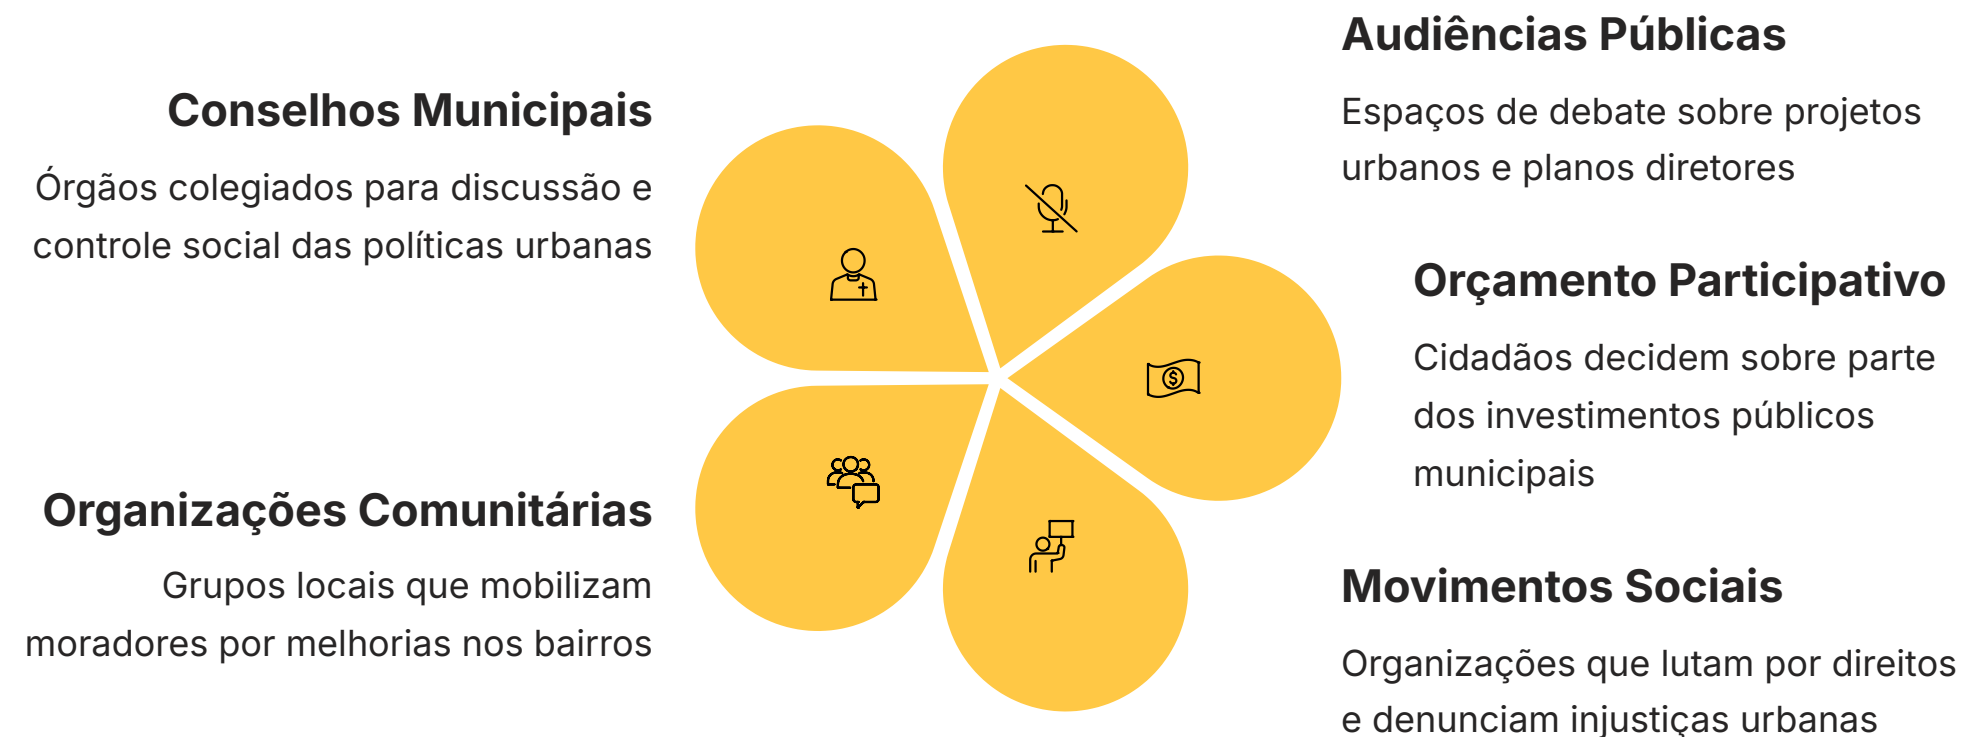 Conselhos Municipais
Órgãos colegiados para discussão e
controle social das políticas urbanas
Organizações Comunitárias
Grupos locais que mobilizam
moradores por melhorias nos bairros
Audiências Públicas
Espaços de debate sobre projetos
urbanos e planos diretores
Orçamento Participativo
Cidadãos decidem sobre parte
dos investimentos públicos
municipais
Movimentos Sociais
Organizações que lutam por direitos
e denunciam injustiças urbanas